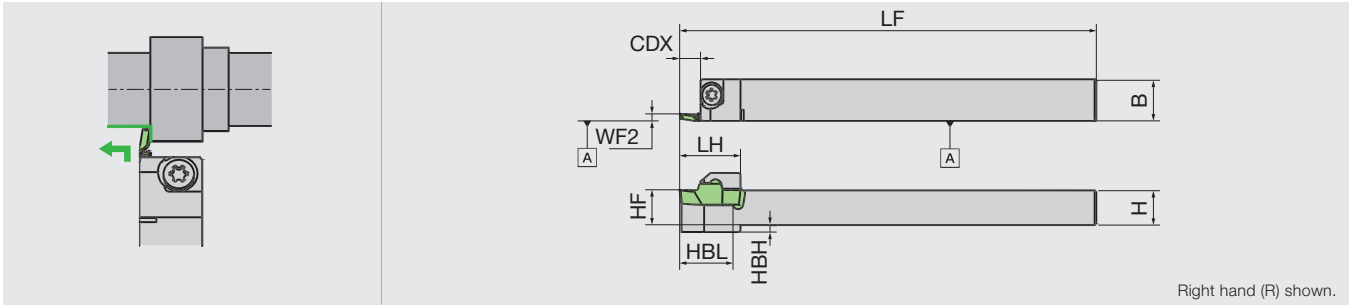 LF
CDX
B
WF2
LH
A
A
HF
H
HBL
HBH
Right hand (R) shown.